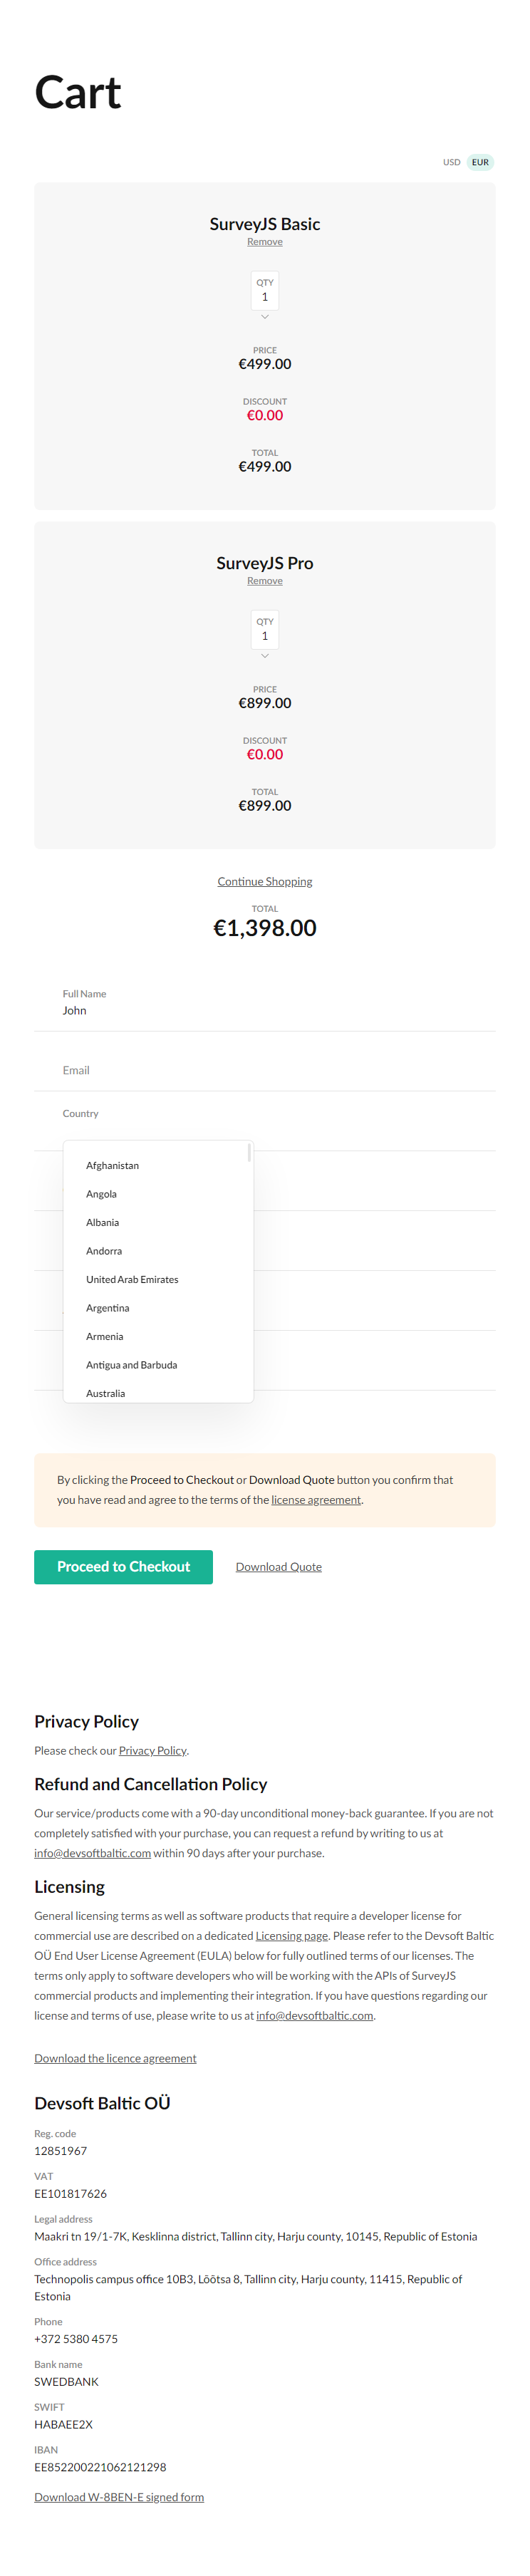 Cart
USD EUR
SurveyJS Basic
Remove
QTY
1
PRICE
€499.00
DISCOUNT
€0.00
TOTAL
€499.00
SurveyJS Pro
Remove
QTY
1
PRICE
€899.00
DISCOUNT
€0.00
TOTAL
€899.00
Continue Shopping
TOTAL
€1,398.00
Full Name
John
Email
Country
Afghanistan
Angola
Albania
Andorra
United Arab Emirates
Argentina
Armenia
Antigua and Barbuda
Australia
By clicking the Proceed to Checkout or Download Quote button you confirm that
you have read and agree to the terms of the license agreement.
Proceed to Checkout Download Quote
Privacy Policy
Please check our Privacy Policy.
Refund and Cancellation Policy
Our service/products come with a 90-day unconditional money-back guarantee. If you are not
completely satisfied with your purchase, you can request a refund by writing to us at
info@devsoftbaltic.com within 90 days after your purchase.
Licensing
General licensing terms as well as software products that require a developer license for
commercial use are described on a dedicated Licensing page. Please refer to the Devsoft Baltic
OÜ End User License Agreement (EULA) below for fully outlined terms of our licenses. The
terms only apply to software developers who will be working with the APIs of SurveyJS
commercial products and implementing their integration. If you have questions regarding our
license and terms of use, please write to us at info@devsoftbaltic.com.
Download the licence agreement
Devsoft Baltic OÜ
Reg. code
12851967
VAT
EE101817626
Legal address
Maakri tn 19/1-7K, Kesklinna district, Tallinn city, Harju county, 10145, Republic of Estonia
Office address
Technopolis campus office 10B3, Lõõtsa 8, Tallinn city, Harju county, 11415, Republic of
Estonia
Phone
+372 5380 4575
Bank name
SWEDBANK
SWIFT
HABAEE2X
IBAN
EE852200221062121298
Download W-8BEN-E signed form